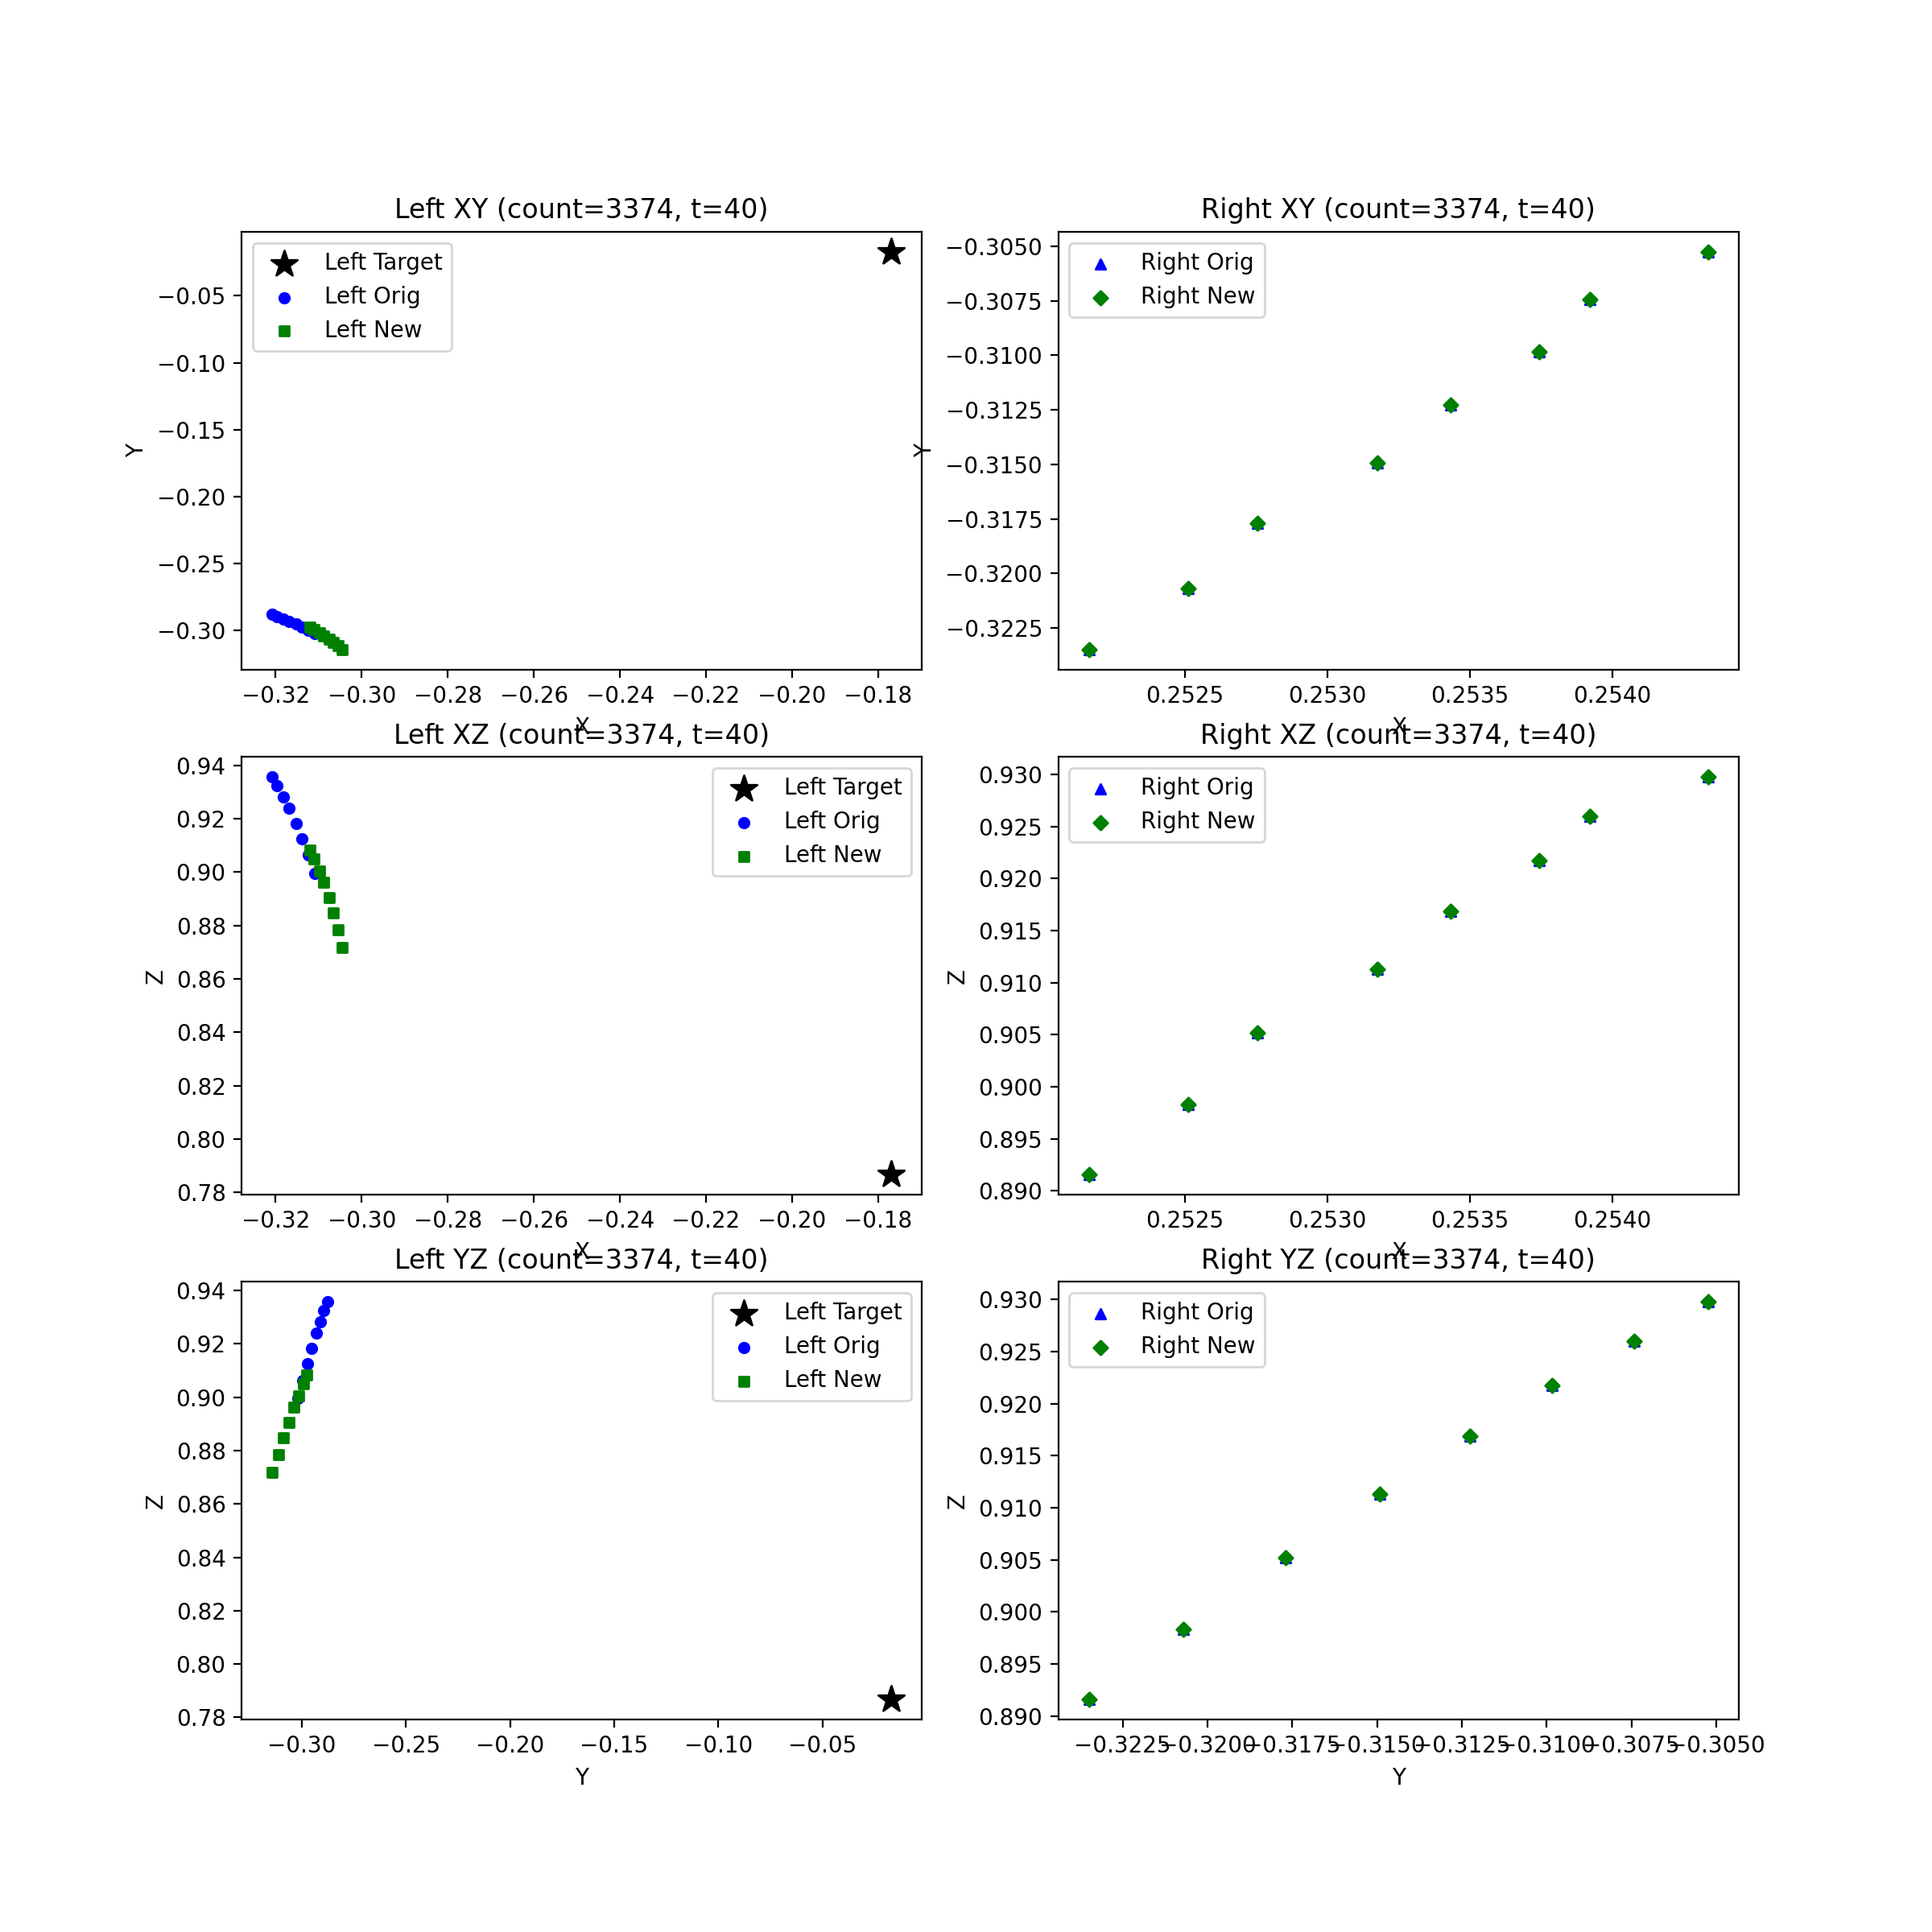 Left XY (count=3374, t=40)
Left Target
Left Orig
Left New
−0.05
−0.10
−0.15
−0.20
−0.25
−0.30
Y
−0.32 −0.30 −0.28 −0.26 −0.24 −0.22 −0.20 −0.18
X
Right XY (count=3374, t=40)
Right Orig
Right New
−0.3050
−0.3075
−0.3100
−0.3125
−0.3150
−0.3175
−0.3200
−0.3225
Y
0.2525 0.2530 0.2535 0.2540
X
Left XZ (count=3374, t=40)
Left Target
Left Orig
Left New
0.94
0.92
0.90
0.88
0.86
0.84
0.82
0.80
0.78
Z
−0.32 −0.30 −0.28 −0.26 −0.24 −0.22 −0.20 −0.18
X
Right XZ (count=3374, t=40)
Right Orig
Right New
0.930
0.925
0.920
0.915
0.910
0.905
0.900
0.895
0.890
Z
0.2525 0.2530 0.2535 0.2540
X
Left YZ (count=3374, t=40)
Left Target
Left Orig
Left New
0.94
0.92
0.90
0.88
0.86
0.84
0.82
0.80
0.78
Z
−0.30 −0.25 −0.20 −0.15 −0.10 −0.05
Y
Right YZ (count=3374, t=40)
Right Orig
Right New
0.930
0.925
0.920
0.915
0.910
0.905
0.900
0.895
0.890
Z
−0.3225 −0.3200 −0.3175 −0.3150 −0.3125 −0.3100 −0.3075 −0.3050
Y